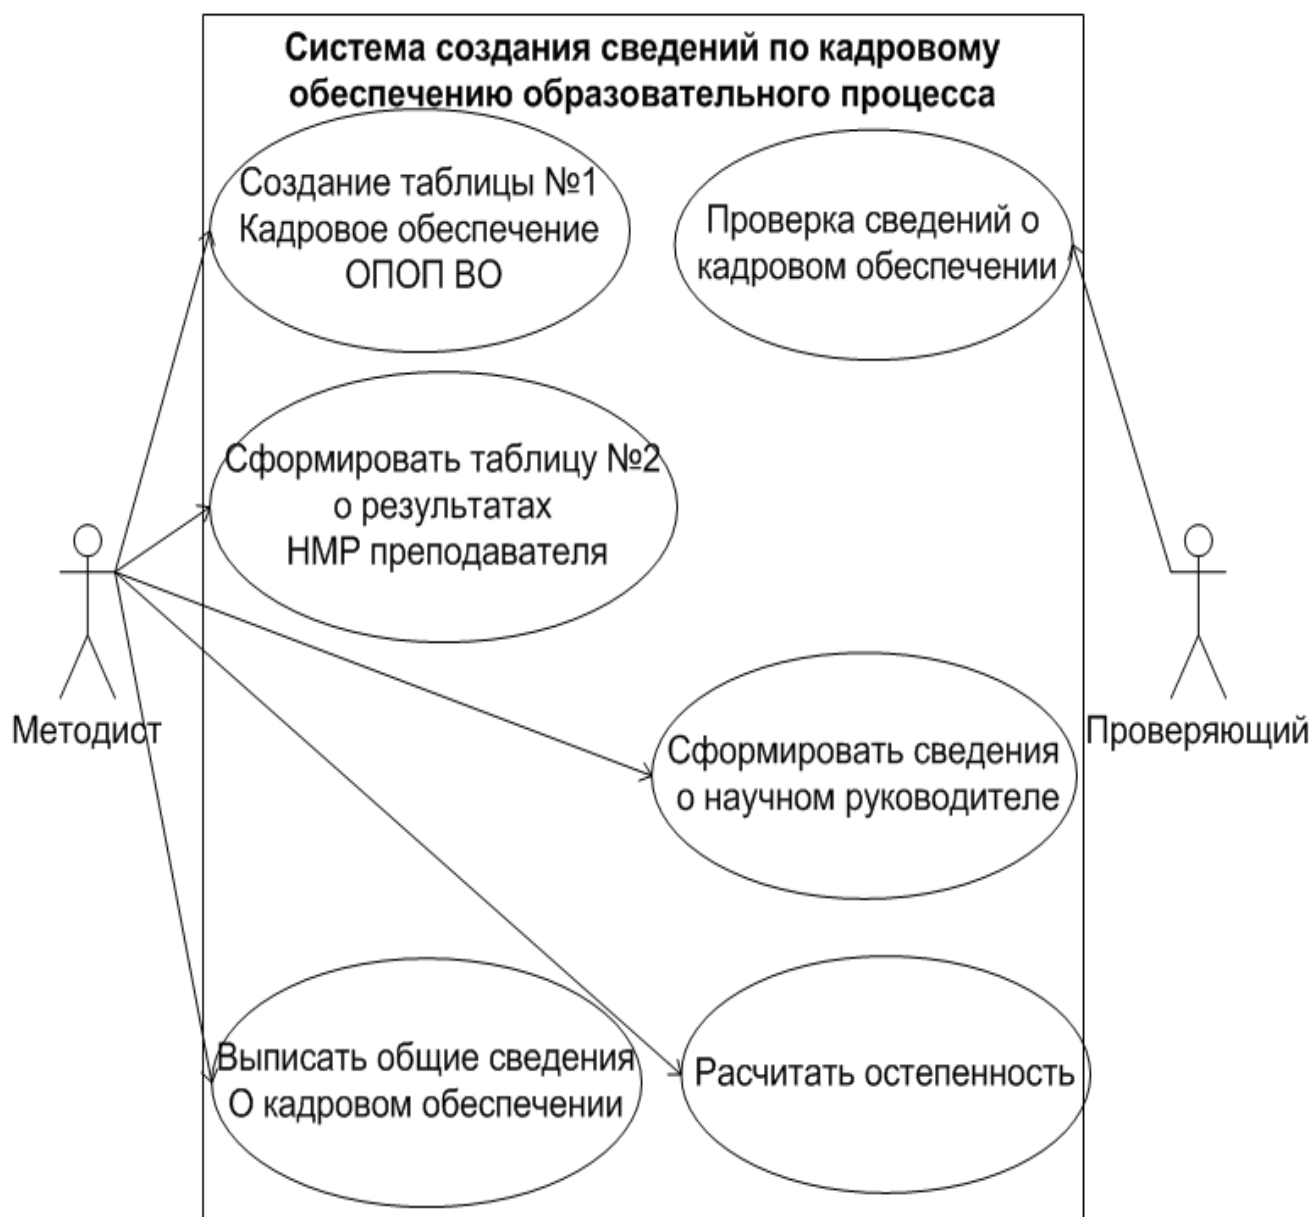 Система создания сведений по кадровому
обеспечению образовательного процесса
Создание таблицы №1
Кадровое обеспечение
ОПОП ВО
Проверка сведений о
кадровом обеспечении
Сформировать таблицу №2
о результатах
НМР преподавателя
Методист
Проверяющий
Сформировать сведения
о научном руководителе
Выписать общие сведения
О кадровом обеспечении
Расчитать остепенность